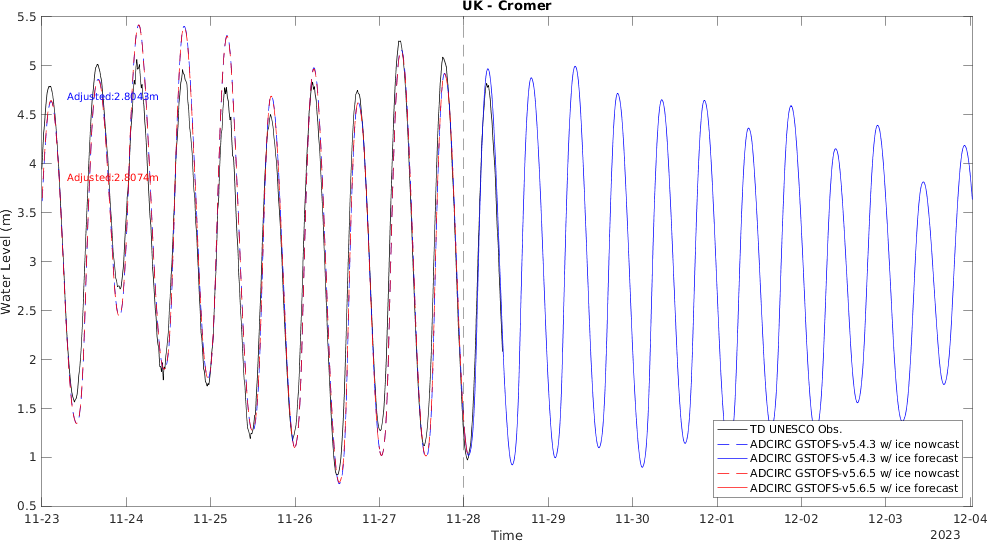 UK - Cromer
5.5
5
4.5
4
3.5
3
2.5
2
1.5
1
0.5
Water Level (m)
Adjusted:2.8043m
Adjusted:2.8074m
TD UNESCO Obs.
ADCIRC GSTOFS-v5.4.3 w/ ice nowcast
ADCIRC GSTOFS-v5.4.3 w/ ice forecast
ADCIRC GSTOFS-v5.6.5 w/ ice nowcast
ADCIRC GSTOFS-v5.6.5 w/ ice forecast
11-23 11-24 11-25 11-26 11-27 11-28 11-29 11-30 12-01 12-02 12-03 12-04
Time
2023